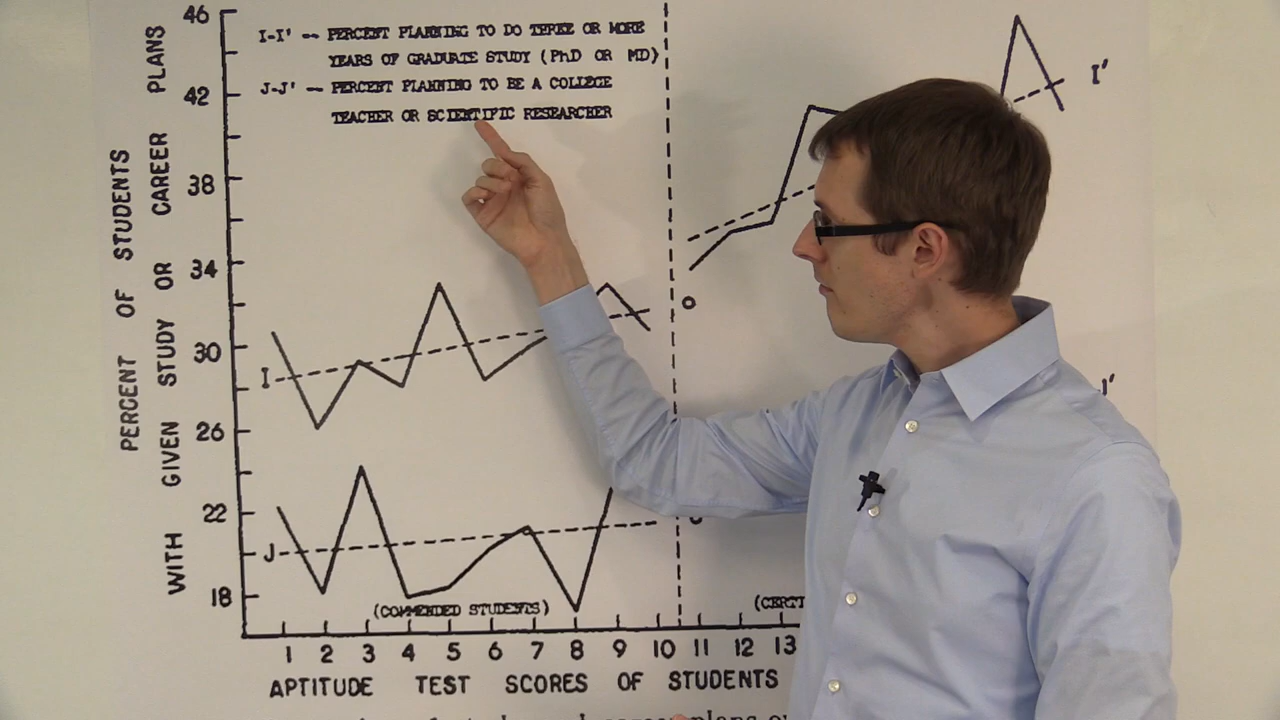 46
I-I' -- PERCENT PLANNING TO DO THREE OR MORE
YEARS OF GRADUATE STUDY (PhD OR MD)
J-J' -- PERCENT PLANNING TO BE A COLLEGE
TEACHER OR SCIENTIFIC RESEARCHER
42
38
34
30
26
22
18
PERCENT OF STUDENTS
WITH GIVEN STUDY OR CAREER PLANS
I
I'
J
J'
(COMMENDED STUDENTS)
1 2 3 4 5 6 7 8 9 10 11 12 13
APTITUDE TEST SCORES OF STUDENTS